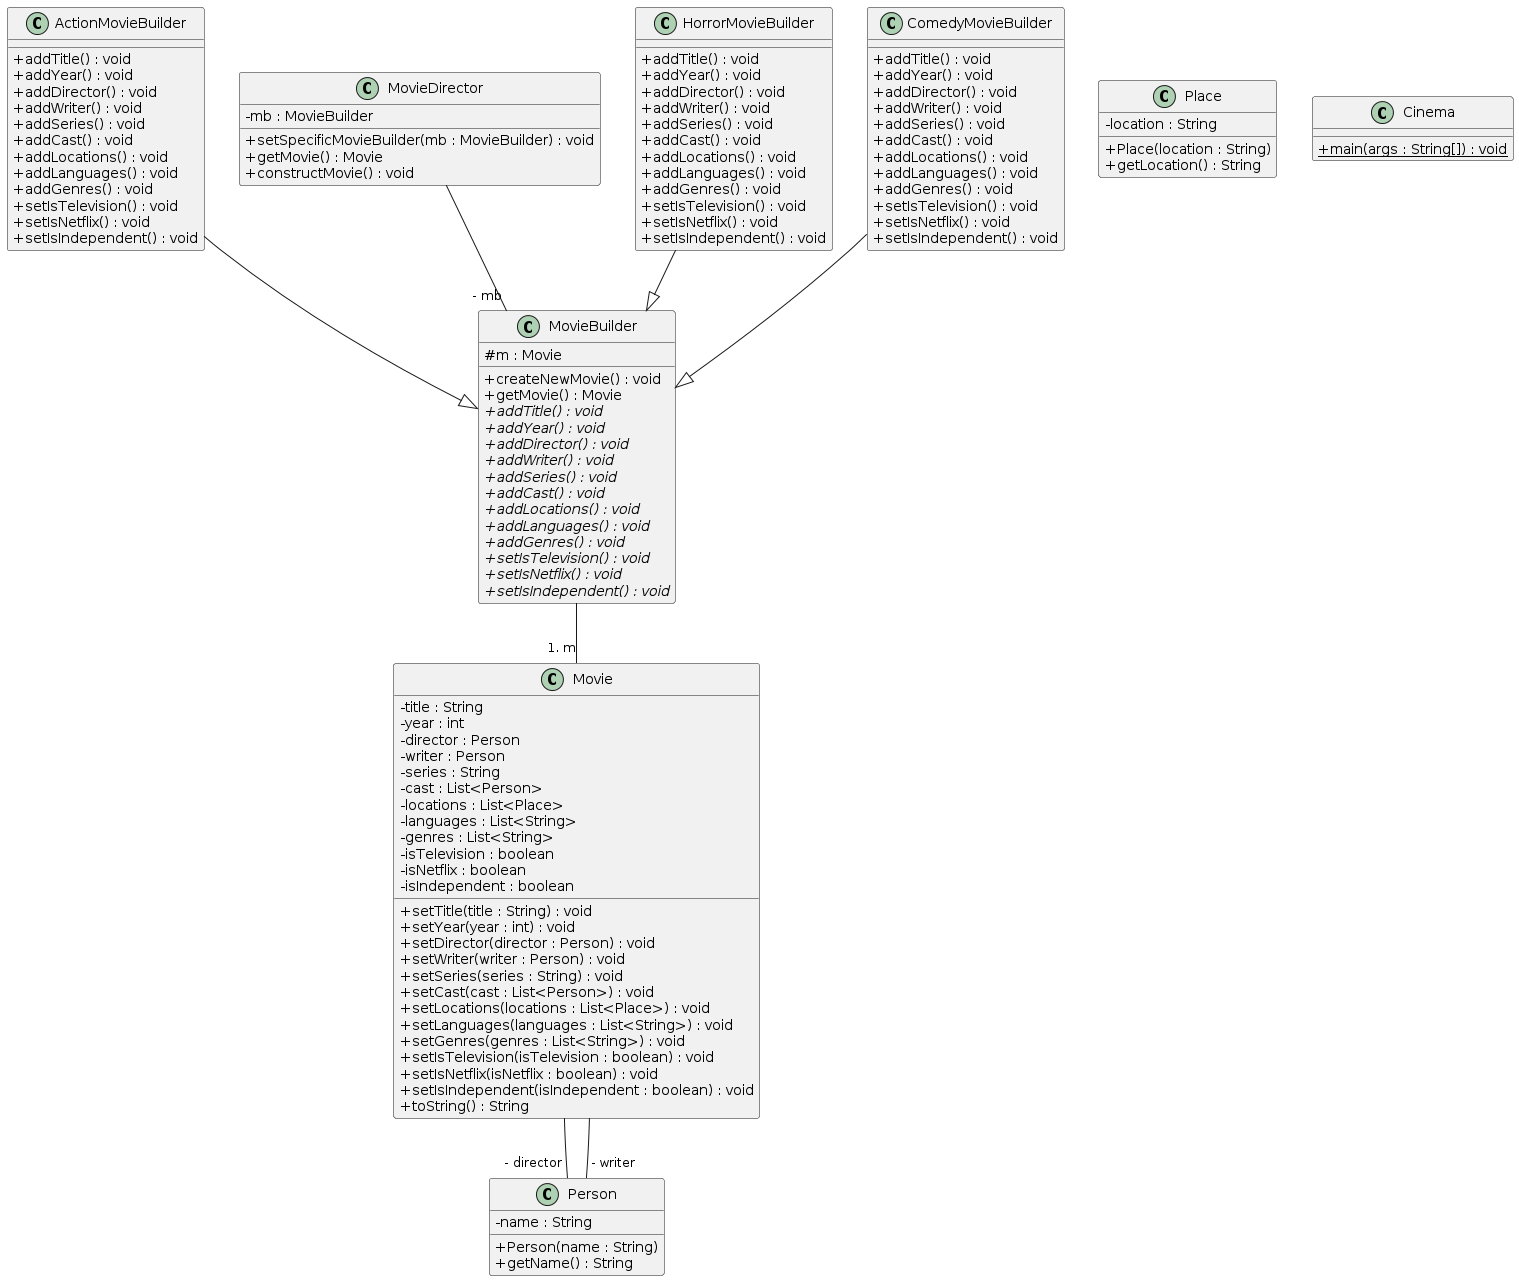 C ActionMovieBuilder
+addTitle() : void
+addYear() : void
+addDirector() : void
+addWriter() : void
+addSeries() : void
+addCast() : void
+addLocations() : void
+addLanguages() : void
+addGenres() : void
+setIsTelevision() : void
+setIsNetflix() : void
+setIsIndependent() : void
C MovieDirector
-mb : MovieBuilder
+setSpecificMovieBuilder(mb : MovieBuilder) : void
+getMovie() : Movie
+constructMovie() : void
C HorrorMovieBuilder
+addTitle() : void
+addYear() : void
+addDirector() : void
+addWriter() : void
+addSeries() : void
+addCast() : void
+addLocations() : void
+addLanguages() : void
+addGenres() : void
+setIsTelevision() : void
+setIsNetflix() : void
+setIsIndependent() : void
C ComedyMovieBuilder
+addTitle() : void
+addYear() : void
+addDirector() : void
+addWriter() : void
+addSeries() : void
+addCast() : void
+addLocations() : void
+addLanguages() : void
+addGenres() : void
+setIsTelevision() : void
+setIsNetflix() : void
+setIsIndependent() : void
C Place
-location : String
+Place(location : String)
+getLocation() : String
C Cinema
+main(args : String[]) : void
- mb
C MovieBuilder
#m : Movie
+createNewMovie() : void
+getMovie() : Movie
+addTitle() : void
+addYear() : void
+addDirector() : void
+addWriter() : void
+addSeries() : void
+addCast() : void
+addLocations() : void
+addLanguages() : void
+addGenres() : void
+setIsTelevision() : void
+setIsNetflix() : void
+setIsIndependent() : void
1. m
C Movie
-title : String
-year : int
-director : Person
-writer : Person
-series : String
-cast : List<Person>
-locations : List<Place>
-languages : List<String>
-genres : List<String>
-isTelevision : boolean
-isNetflix : boolean
-isIndependent : boolean
+setTitle(title : String) : void
+setYear(year : int) : void
+setDirector(director : Person) : void
+setWriter(writer : Person) : void
+setSeries(series : String) : void
+setCast(cast : List<Person>) : void
+setLocations(locations : List<Place>) : void
+setLanguages(languages : List<String>) : void
+setGenres(genres : List<String>) : void
+setIsTelevision(isTelevision : boolean) : void
+setIsNetflix(isNetflix : boolean) : void
+setIsIndependent(isIndependent : boolean) : void
+toString() : String
- director
- writer
C Person
-name : String
+Person(name : String)
+getName() : String